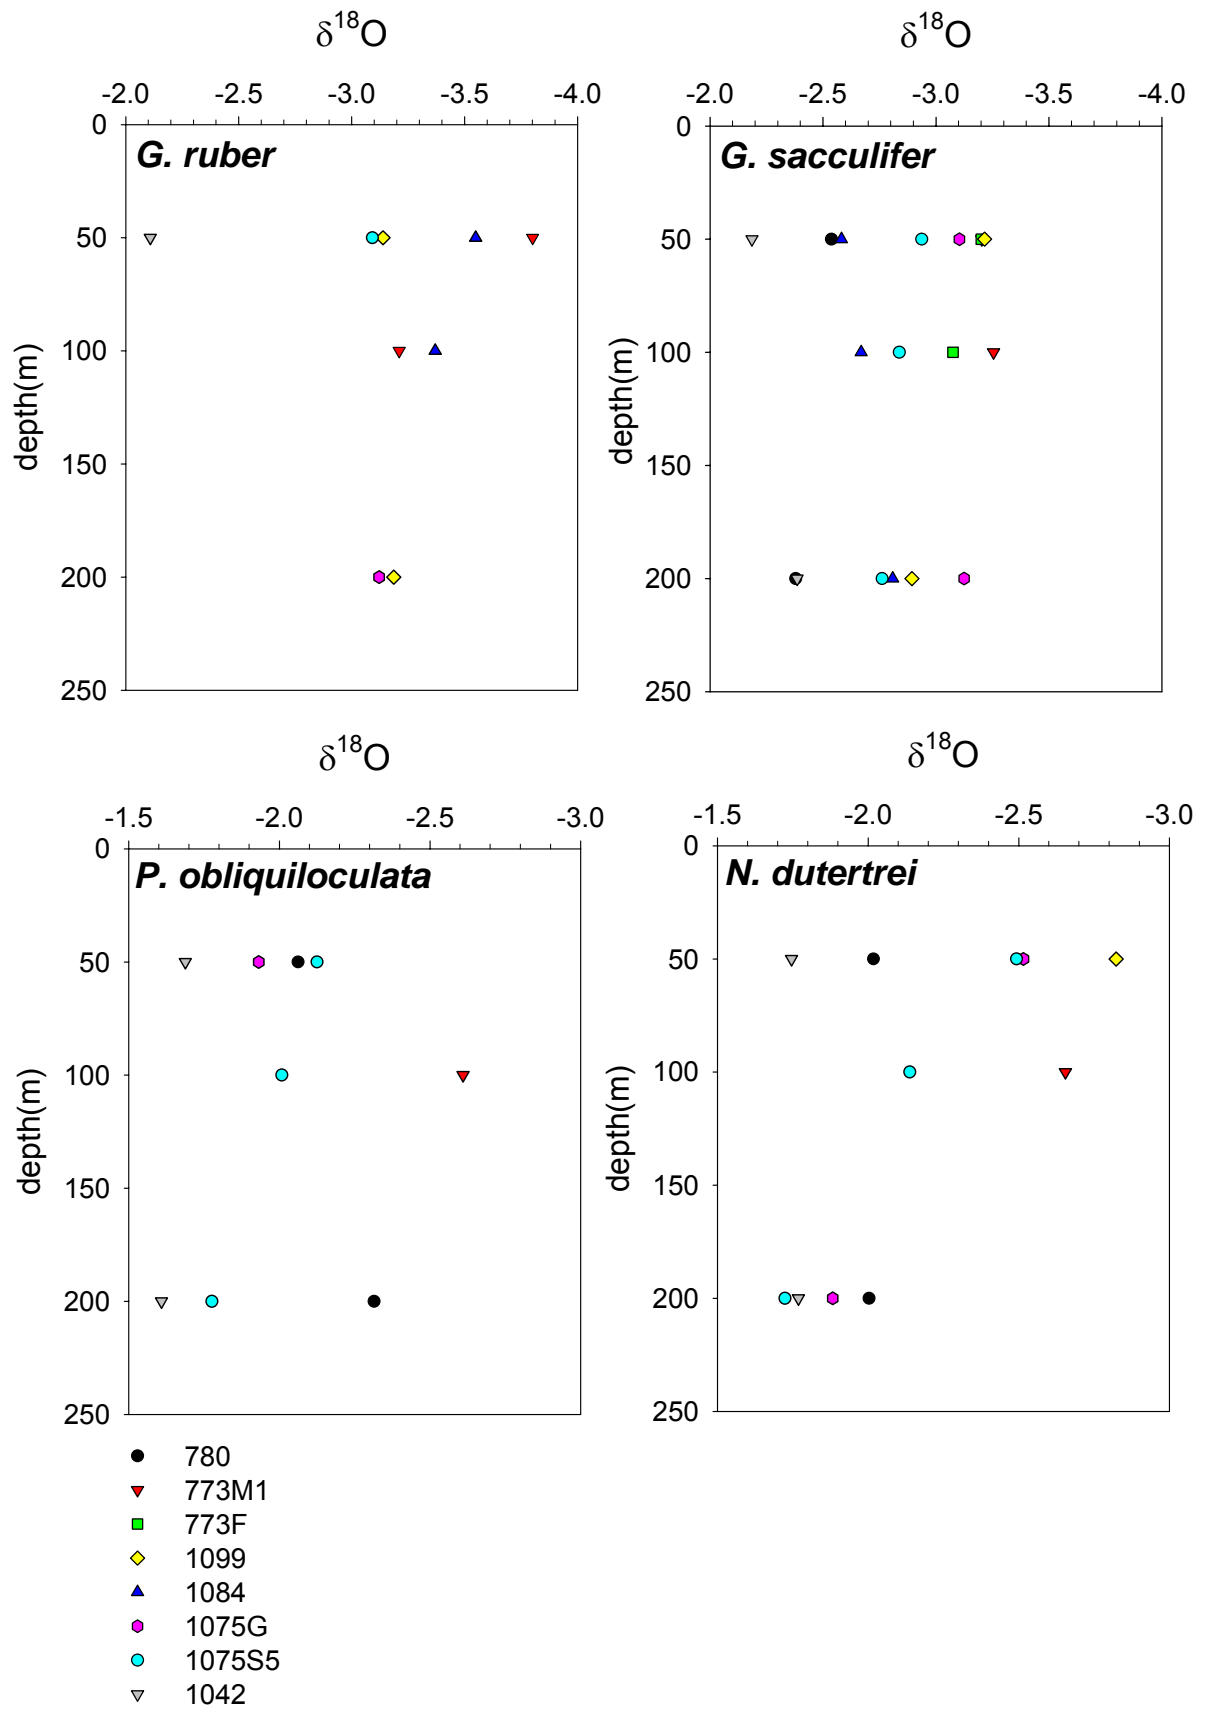 δ18O
-2.0 -2.5 -3.0 -3.5 -4.0
G. ruber
0
50
100
150
200
250
depth(m)
δ18O
-2.0 -2.5 -3.0 -3.5 -4.0
G. sacculifer
0
50
100
150
200
250
depth(m)
δ18O
-1.5 -2.0 -2.5 -3.0
P. obliquiloculata
0
50
100
150
200
250
depth(m)
δ18O
-1.5 -2.0 -2.5 -3.0
N. dutertrei
0
50
100
150
200
250
depth(m)
780
773M1
773F
1099
1084
1075G
1075S5
1042